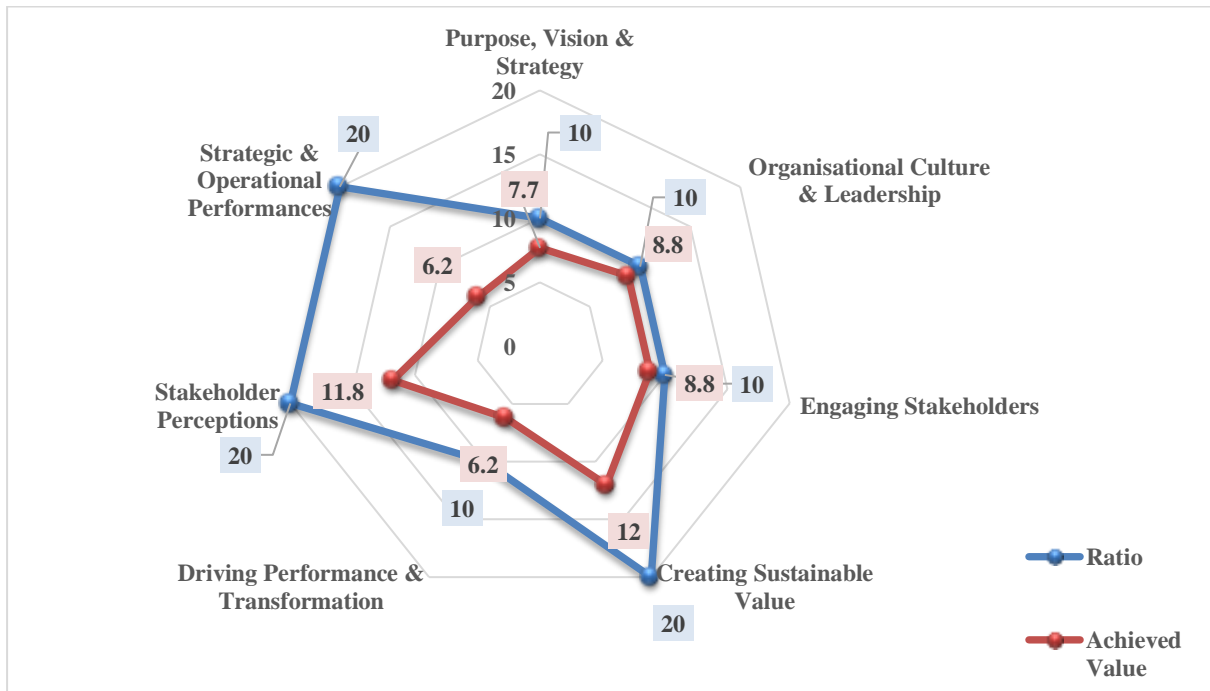 Purpose, Vision &
Strategy
20
10
20
Strategic &
Operational
Performances
15
7.7
Organisational Culture
& Leadership
10
10
8.8
6.2
5
0
Stakeholder
Perceptions
11.8
8.8
10
Engaging Stakeholders
20
6.2
10
12
Driving Performance &
Transformation
Creating Sustainable
Value
20
Ratio
Achieved
Value